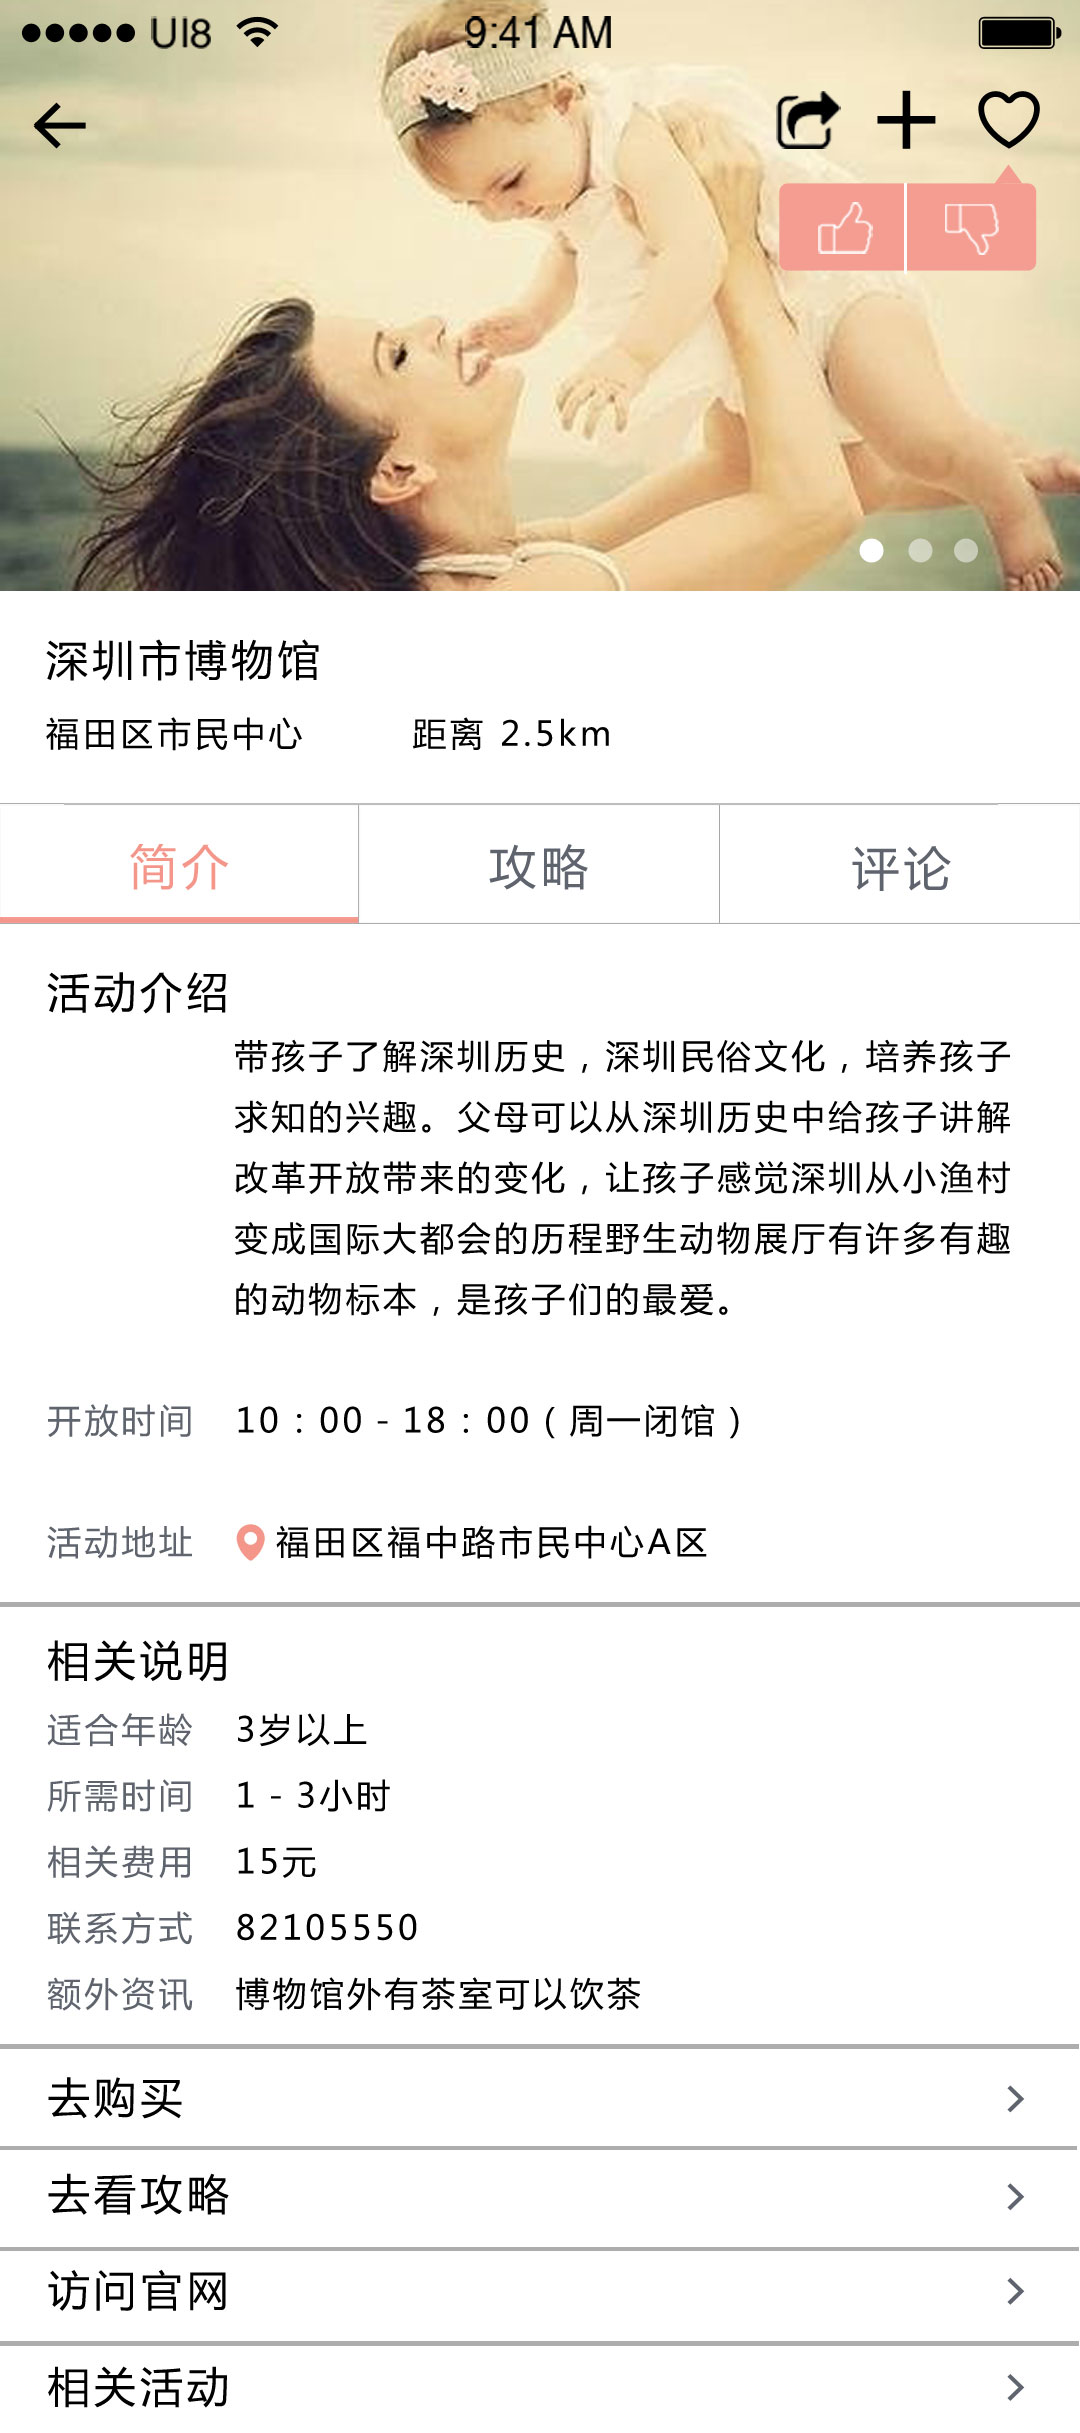 UI8 9:41 AM
深圳市博物馆
福田区市民中心 距离 2.5km
简介 攻略 评论
活动介绍
带孩子了解深圳历史，深圳民俗文化，培养孩子
求知的兴趣。父母可以从深圳历史中给孩子讲解
改革开放带来的变化，让孩子感觉深圳从小渔村
变成国际大都会的历程野生动物展厅有许多有趣
的动物标本，是孩子们的最爱。
开放时间 10：00 - 18：00（周一闭馆）
活动地址 福田区福中路市民中心A区
相关说明
适合年龄 3岁以上
所需时间 1 - 3小时
相关费用 15元
联系方式 82105550
额外资讯 博物馆外有茶室可以饮茶
去购买
去看攻略
访问官网
相关活动